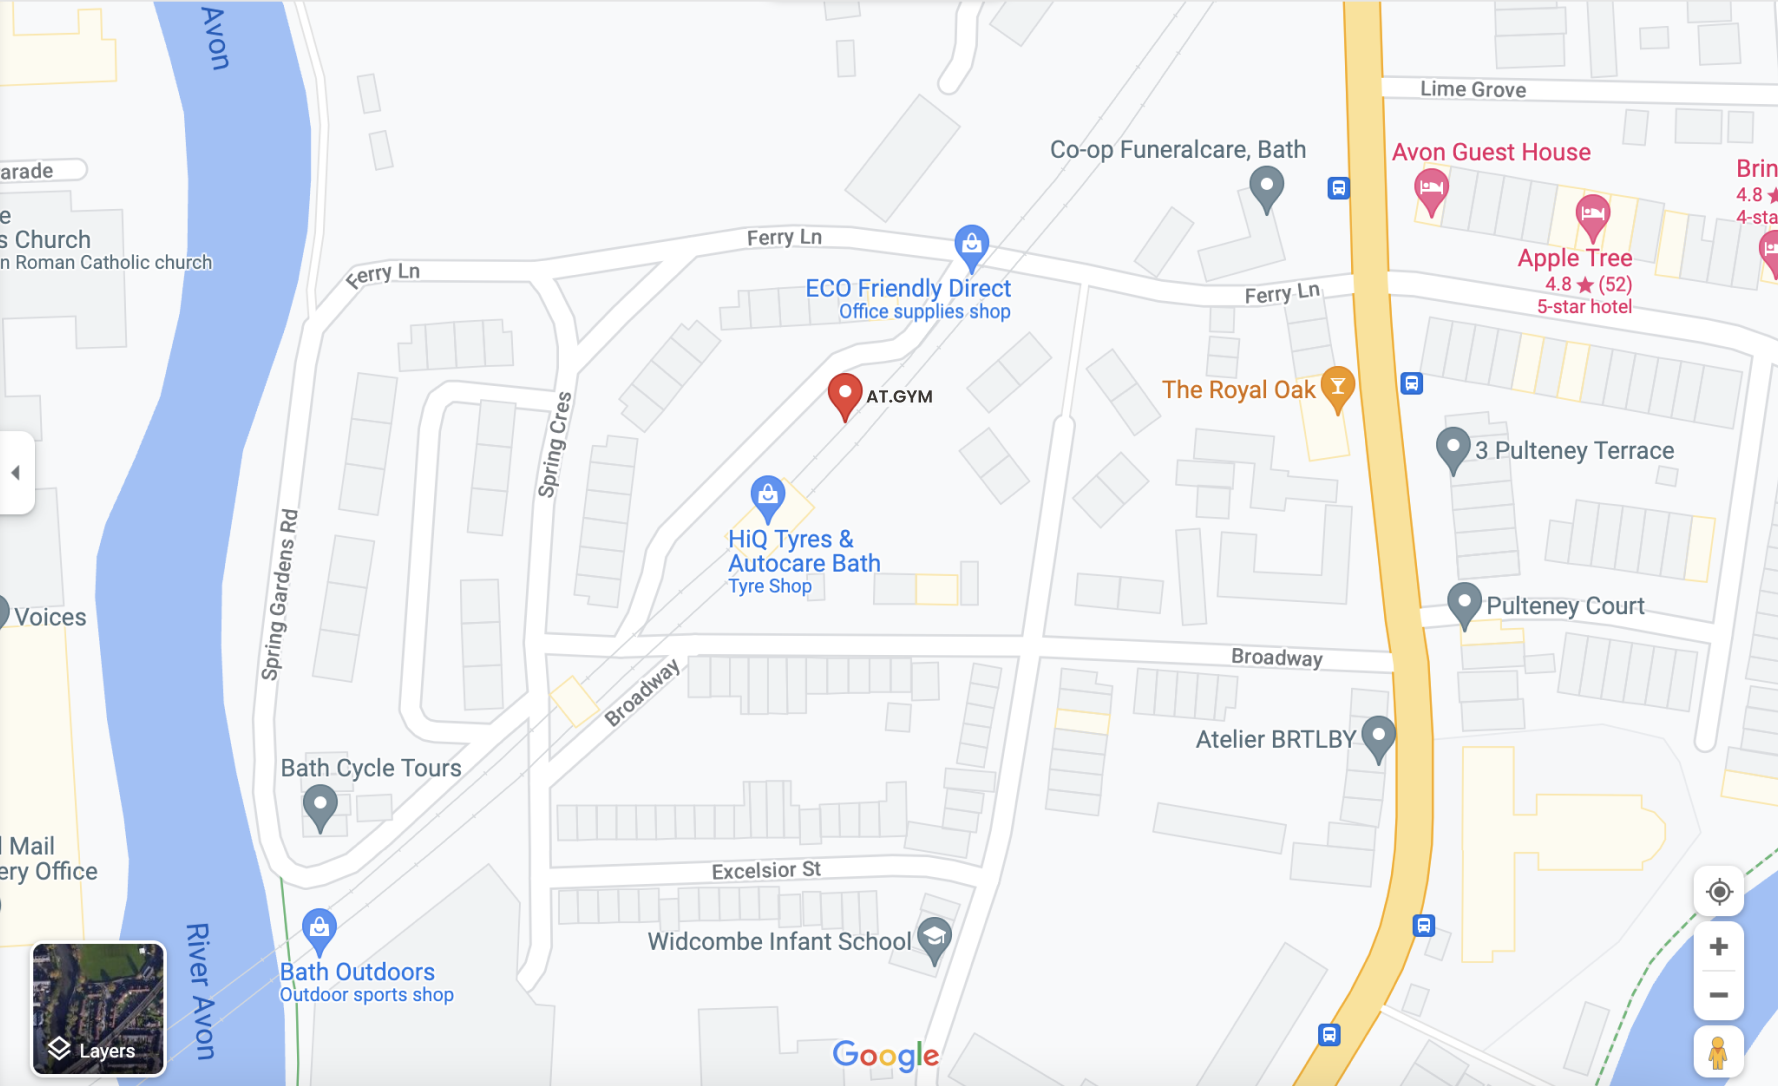 Avon
Lime Grove
Co-op Funeralcare, Bath
Avon Guest House
arade
Brin
4.8 ★
4-sta
e
s Church
n Roman Catholic church
Ferry Ln
Ferry Ln
Apple Tree
4.8 ★ (52)
5-star hotel
ECO Friendly Direct
Office supplies shop
Ferry Ln
The Royal Oak
AT.GYM
Spring Cres
3 Pulteney Terrace
HiQ Tyres &
Autocare Bath
Tyre Shop
Spring Gardens Rd
Voices
Pulteney Court
Broadway
Broadway
Atelier BRTLBY
Bath Cycle Tours
l Mail
ery Office
Excelsior St
Widcombe Infant School
River Avon
Bath Outdoors
Outdoor sports shop
Layers
Google